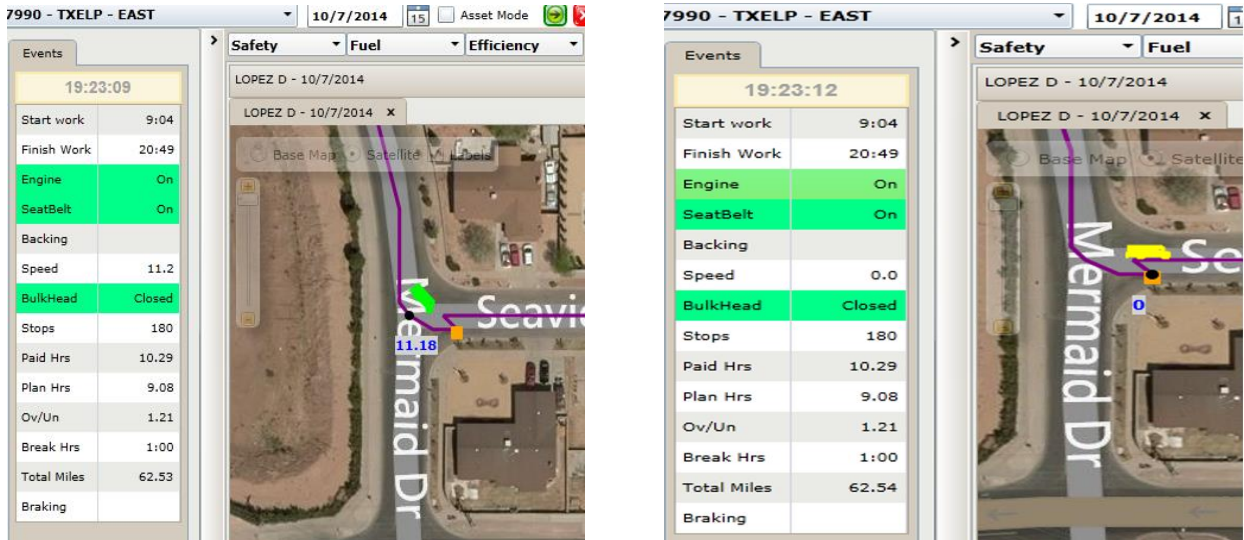 7990 - TXELP - EAST 10/7/2014 15 Asset Mode
Events
Safety Fuel Efficiency
19:23:09
LOPEZ D - 10/7/2014
LOPEZ D - 10/7/2014 x
Base Map Satellite Labels
Start work 9:04
Finish Work 20:49
Engine On
SeatBelt On
Backing
Speed 11.2
BulkHead Closed
Stops 180
Paid Hrs 10.29
Plan Hrs 9.08
Ov/Un 1.21
Break Hrs 1:00
Total Miles 62.53
Braking
Mermaid Dr
Seavi
11.18
7990 - TXELP - EAST 10/7/2014 1
Events
Safety Fuel
19:23:12
LOPEZ D - 10/7/2014
LOPEZ D - 10/7/2014 x
Base Map Satellite
Start work 9:04
Finish Work 20:49
Engine On
SeatBelt On
Backing
Speed 0.0
BulkHead Closed
Stops 180
Paid Hrs 10.29
Plan Hrs 9.08
Ov/Un 1.21
Break Hrs 1:00
Total Miles 62.54
Braking
Mermaid Dr
Se
0